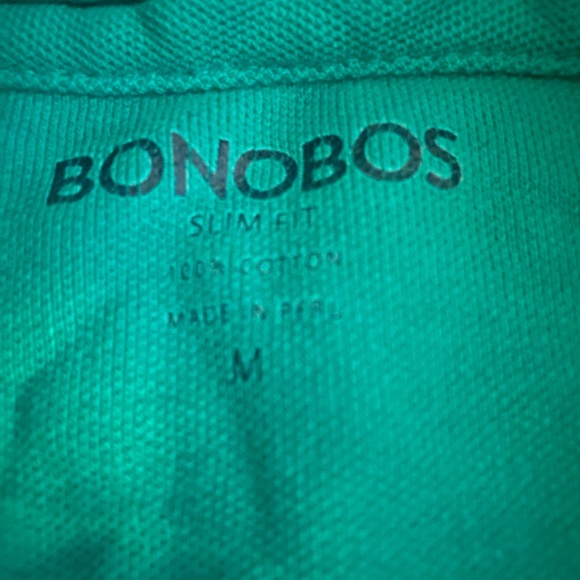 BONOBOS
SLIM FIT
100% COTTON
MADE IN PERU
M